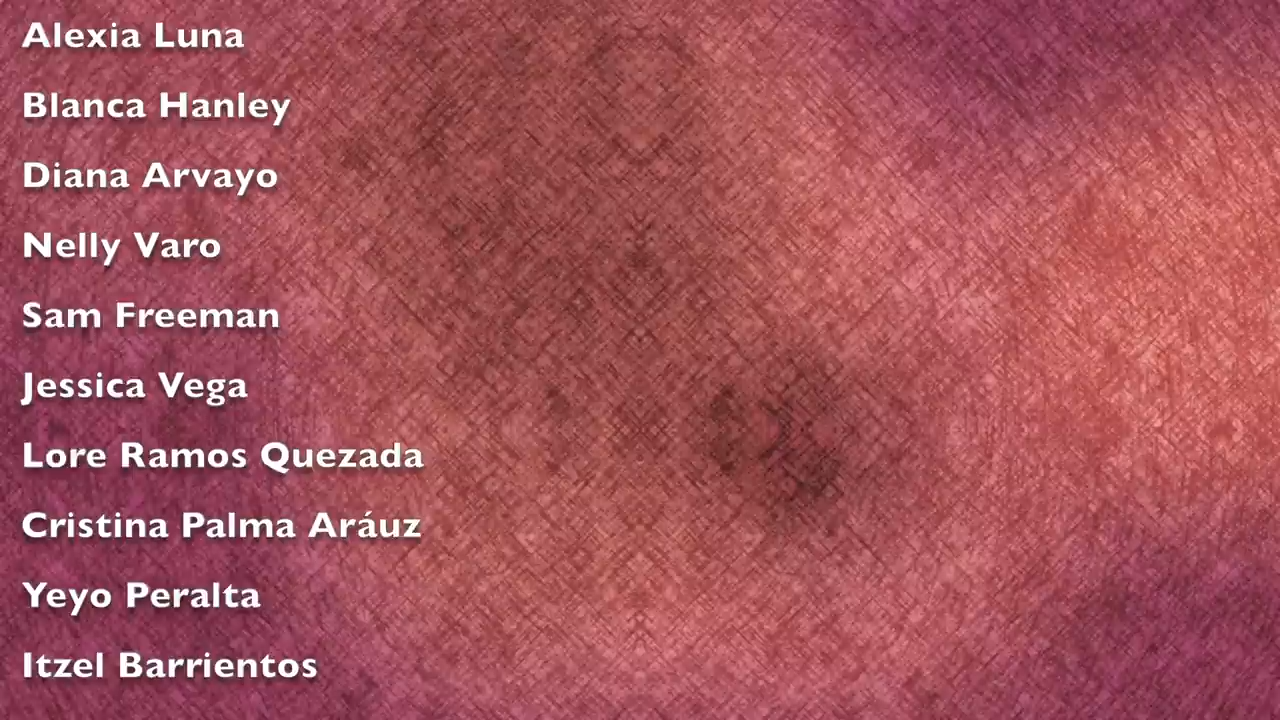 Alexia Luna
Blanca Hanley
Diana Arvayo
Nelly Varo
Sam Freeman
Jessica Vega
Lore Ramos Quezada
Cristina Palma Aráuz
Yeyo Peralta
Itzel Barrientos